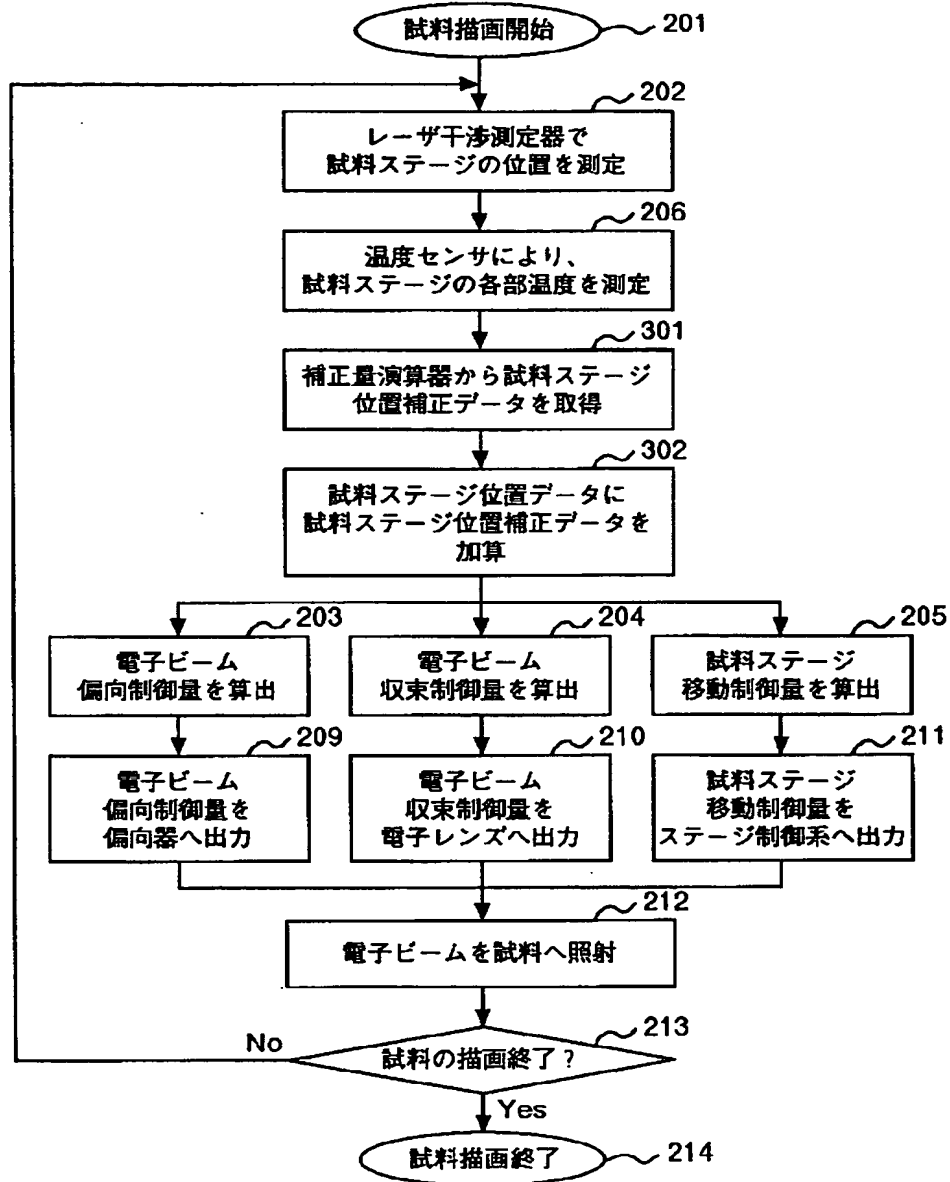 試料描画開始
201
202
レーザ干渉測定器で
試料ステージの位置を測定
206
温度センサにより、
試料ステージの各部温度を測定
301
補正量演算器から試料ステージ
位置補正データを取得
302
試料ステージ位置データに
試料ステージ位置補正データを
加算
203
電子ビーム
偏向制御量を算出
204
電子ビーム
収束制御量を算出
205
試料ステージ
移動制御量を算出
209
電子ビーム
偏向制御量を
偏向器へ出力
210
電子ビーム
収束制御量を
電子レンズへ出力
211
試料ステージ
移動制御量を
ステージ制御系へ出力
212
電子ビームを試料へ照射
213
No
試料の描画終了?
Yes
試料描画終了
214